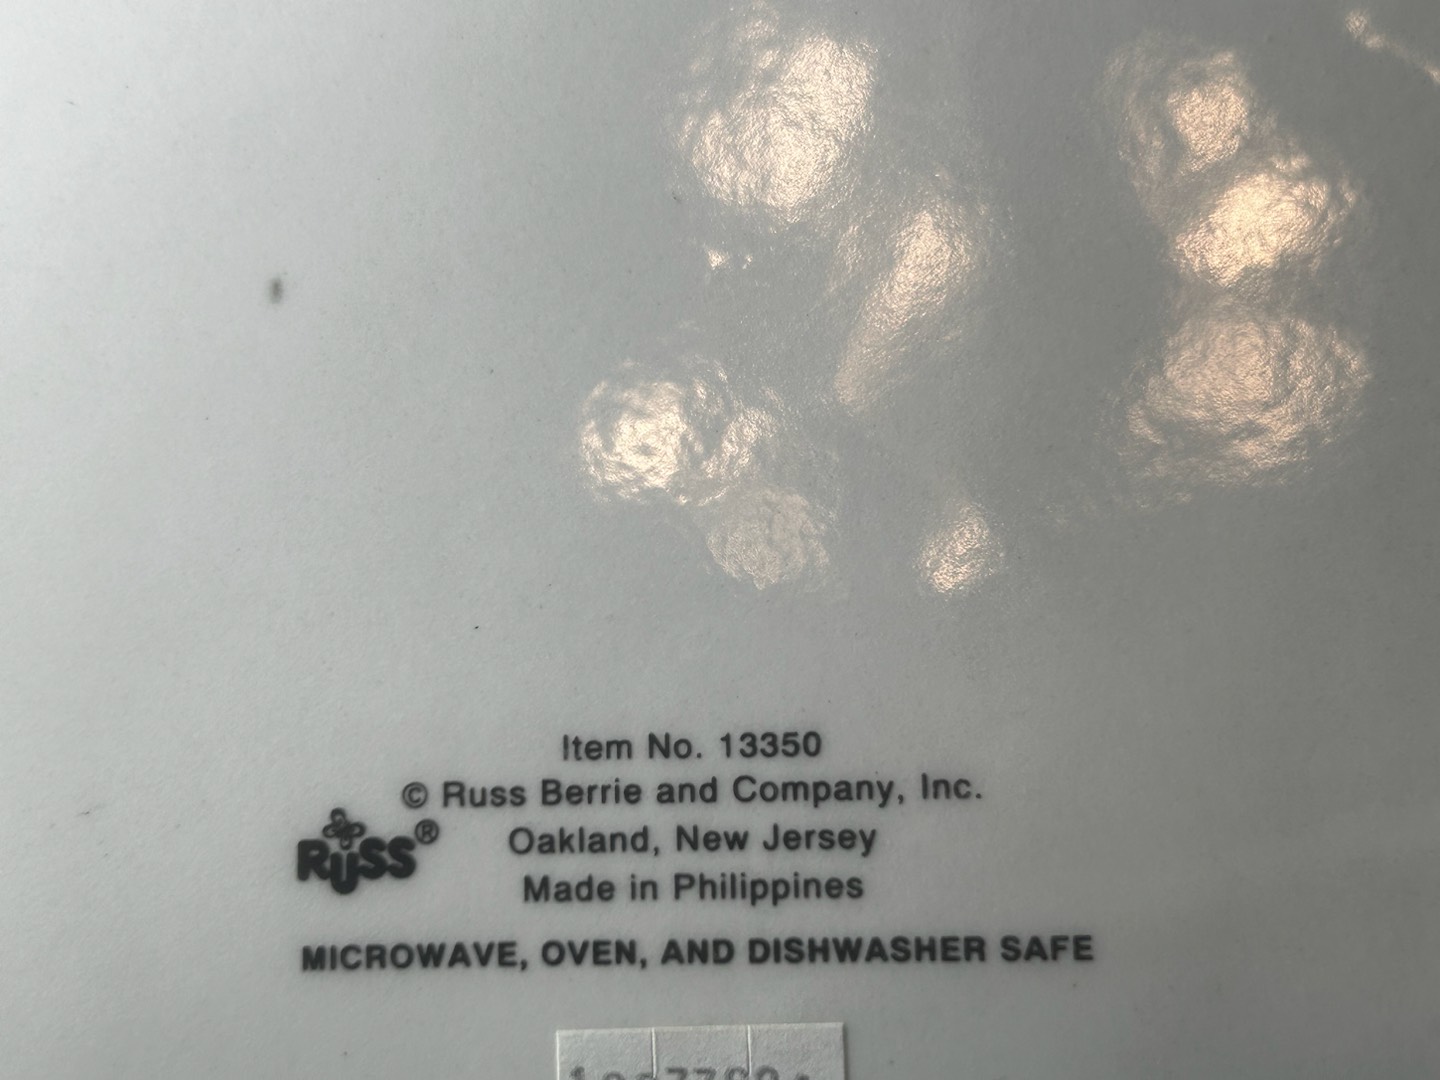 Item No. 13350
© Russ Berrie and Company, Inc.
RUSS®
Oakland, New Jersey
Made in Philippines
MICROWAVE, OVEN, AND DISHWASHER SAFE